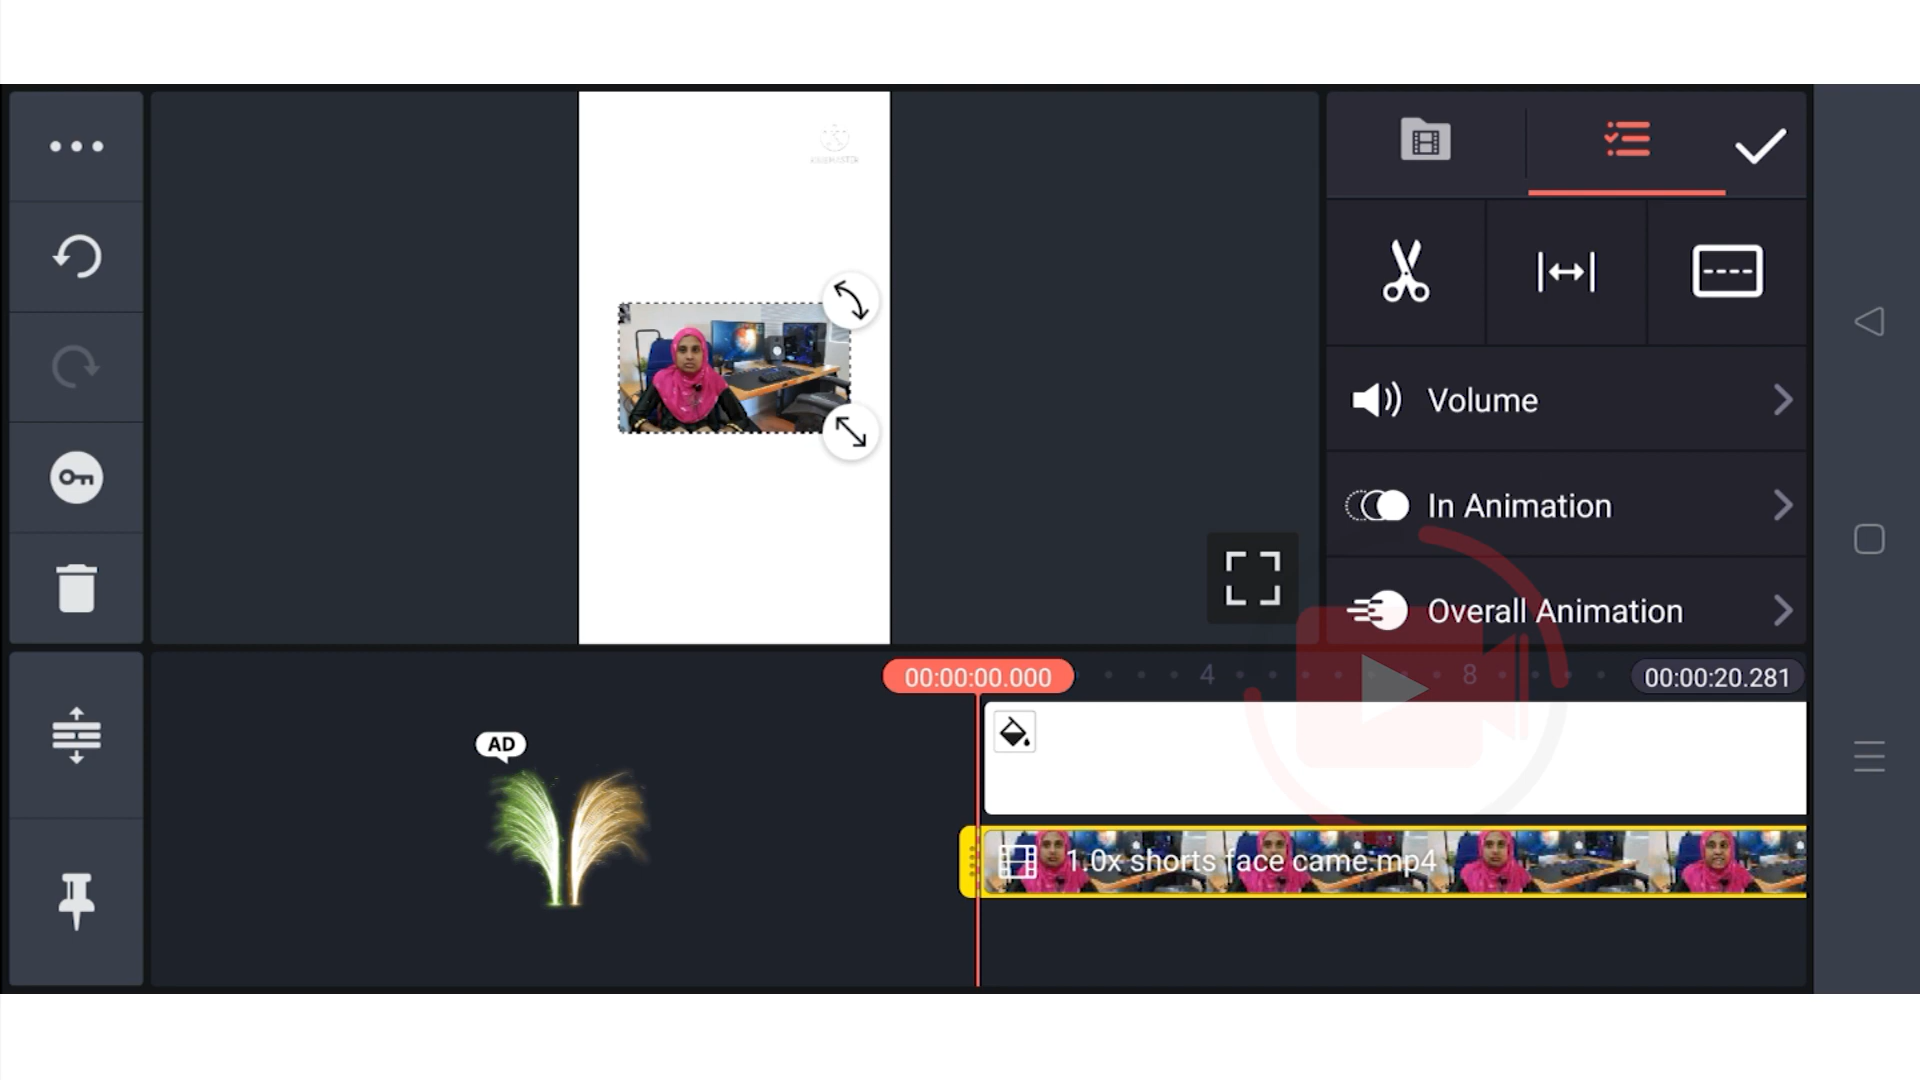 KINEMASTER
Volume
In Animation
Overall Animation
00:00:00.000
4
8
00:00:20.281
AD
1.0x shorts face came.mp4